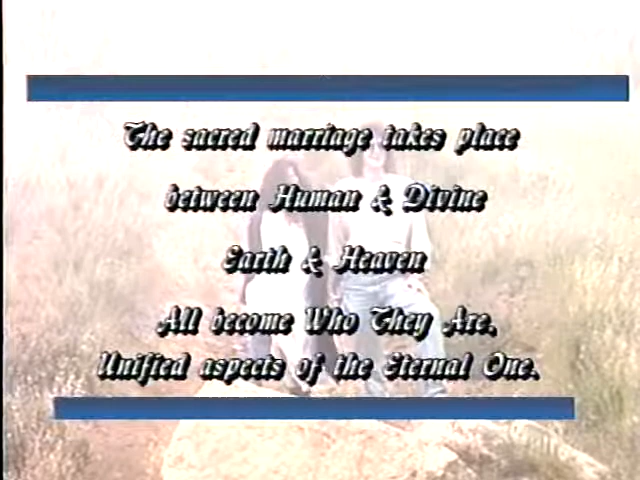 The sacred marriage takes place
between Human & Divine
Earth & Heaven
All become Who They Are,
Unified aspects of the Eternal One.